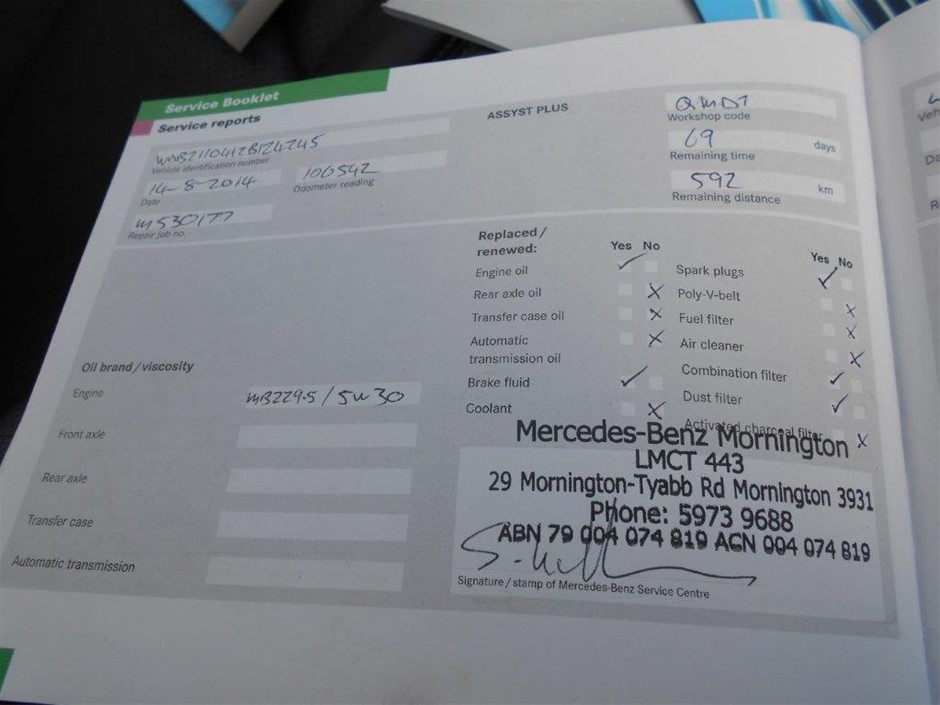 Service Booklet
Service reports
ASSYST PLUS
WDB2110412B124245
Vehicle identification number
14-8-2014
Date
106542
Odometer reading
M530177
Repair job no.
QMD1
Workshop code
69 days
Remaining time
592 km
Remaining distance
Replaced/
renewed:
Yes No
Engine oil
Rear axle oil
Transfer case oil
Automatic
transmission oil
Brake fluid
Coolant
Yes No
Spark plugs
Poly-V-belt
Fuel filter
Air cleaner
Combination filter
Dust filter
Activated charcoal filter
Oil brand/viscosity
Engine
MB229.5/5W30
Front axle
Rear axle
Transfer case
Automatic transmission
Mercedes-Benz Mornington
LMCT 443
29 Mornington-Tyabb Rd Mornington 3931
Phone: 5973 9688
ABN 79 004 074 819 ACN 004 074 819
Signature/stamp of Mercedes-Benz Service Centre